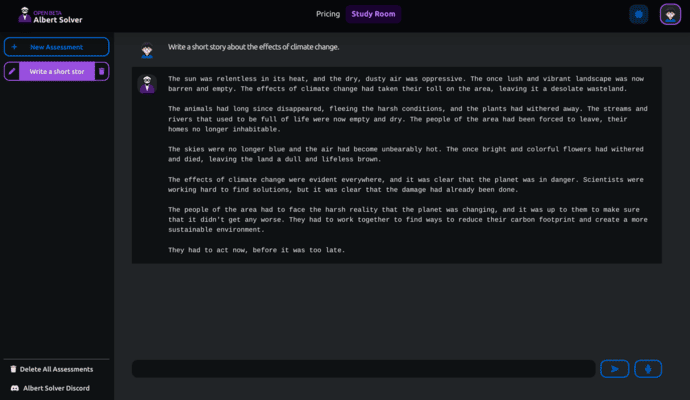 OPEN BETA
Albert Solver
Pricing
Study Room
New Assessment
Write a short stor
Write a short story about the effects of climate change.
The sun was relentless in its heat, and the dry, dusty air was oppressive. The once lush and vibrant landscape was now
barren and empty. The effects of climate change had taken their toll on the area, leaving it a desolate wasteland.
The animals had long since disappeared, fleeing the harsh conditions, and the plants had withered away. The streams and
rivers that used to be full of life were now empty and dry. The people of the area had been forced to leave, their
homes no longer inhabitable.
The skies were no longer blue and the air had become unbearably hot. The once bright and colorful flowers had withered
and died, leaving the land a dull and lifeless brown.
The effects of climate change were evident everywhere, and it was clear that the planet was in danger. Scientists were
working hard to find solutions, but it was clear that the damage had already been done.
The people of the area had to face the harsh reality that the planet was changing, and it was up to them to make sure
that it didn't get any worse. They had to work together to find ways to reduce their carbon footprint and create a more
sustainable environment.
They had to act now, before it was too late.
Delete All Assessments
Albert Solver Discord